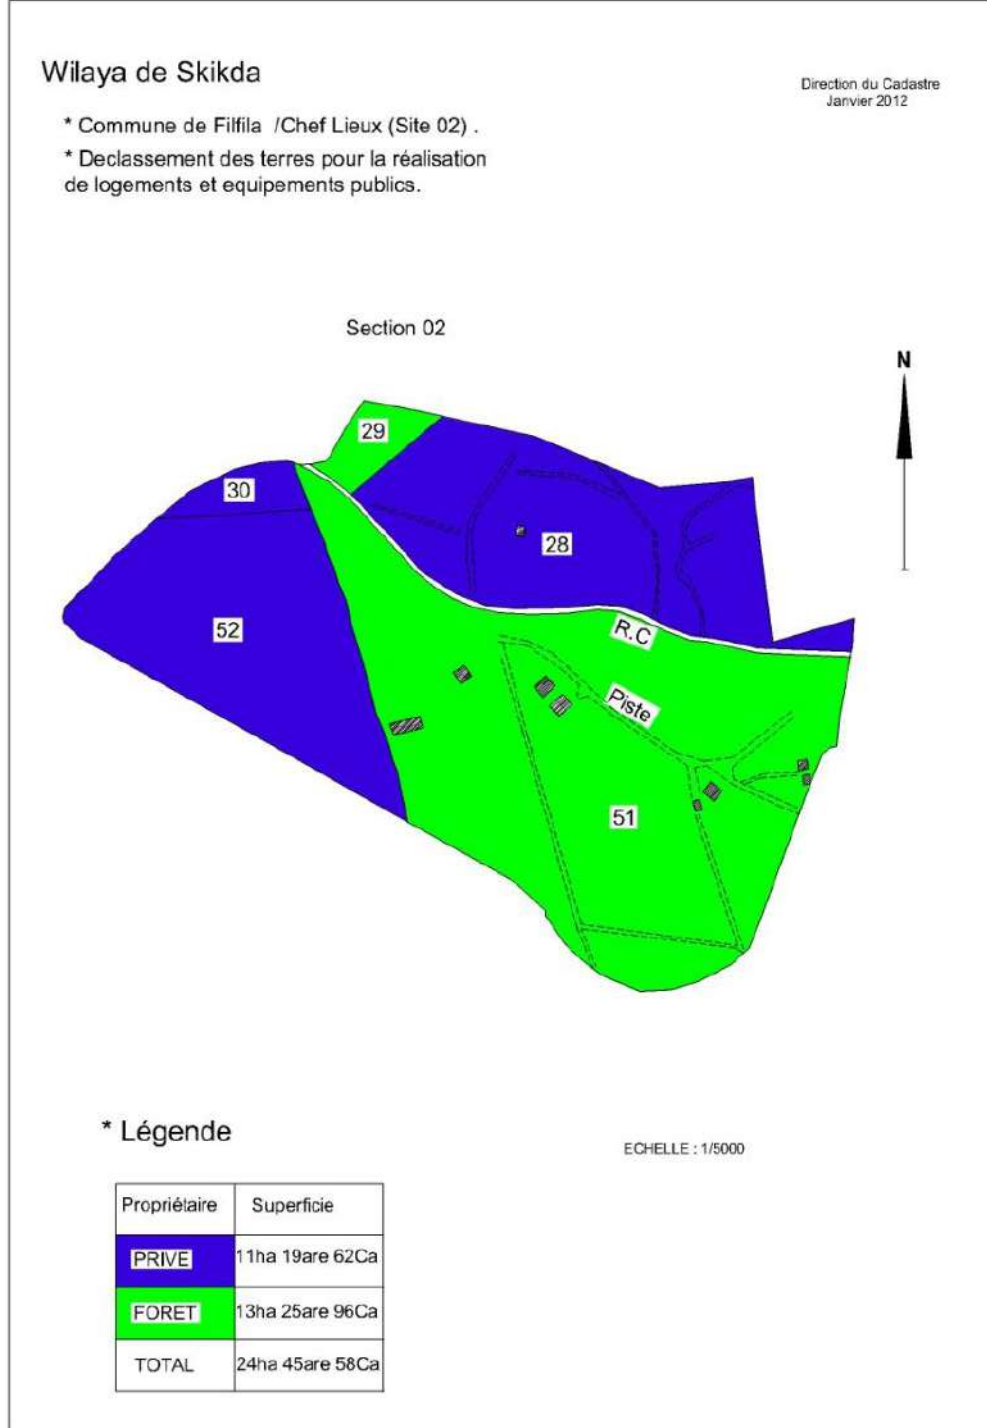 Wilaya de Skikda
Direction du Cadastre
Janvier 2012
* Commune de Filfila /Chef Lieux (Site 02) .
* Declassement des terres pour la réalisation
de logements et equipements publics.
Section 02
N
29
30
28
52
R.C
Piste
51
* Légende
ECHELLE : 1/5000
Propriétaire Superficie
PRIVE 11ha 19are 62Ca
FORET 13ha 25are 96Ca
TOTAL 24ha 45are 58Ca